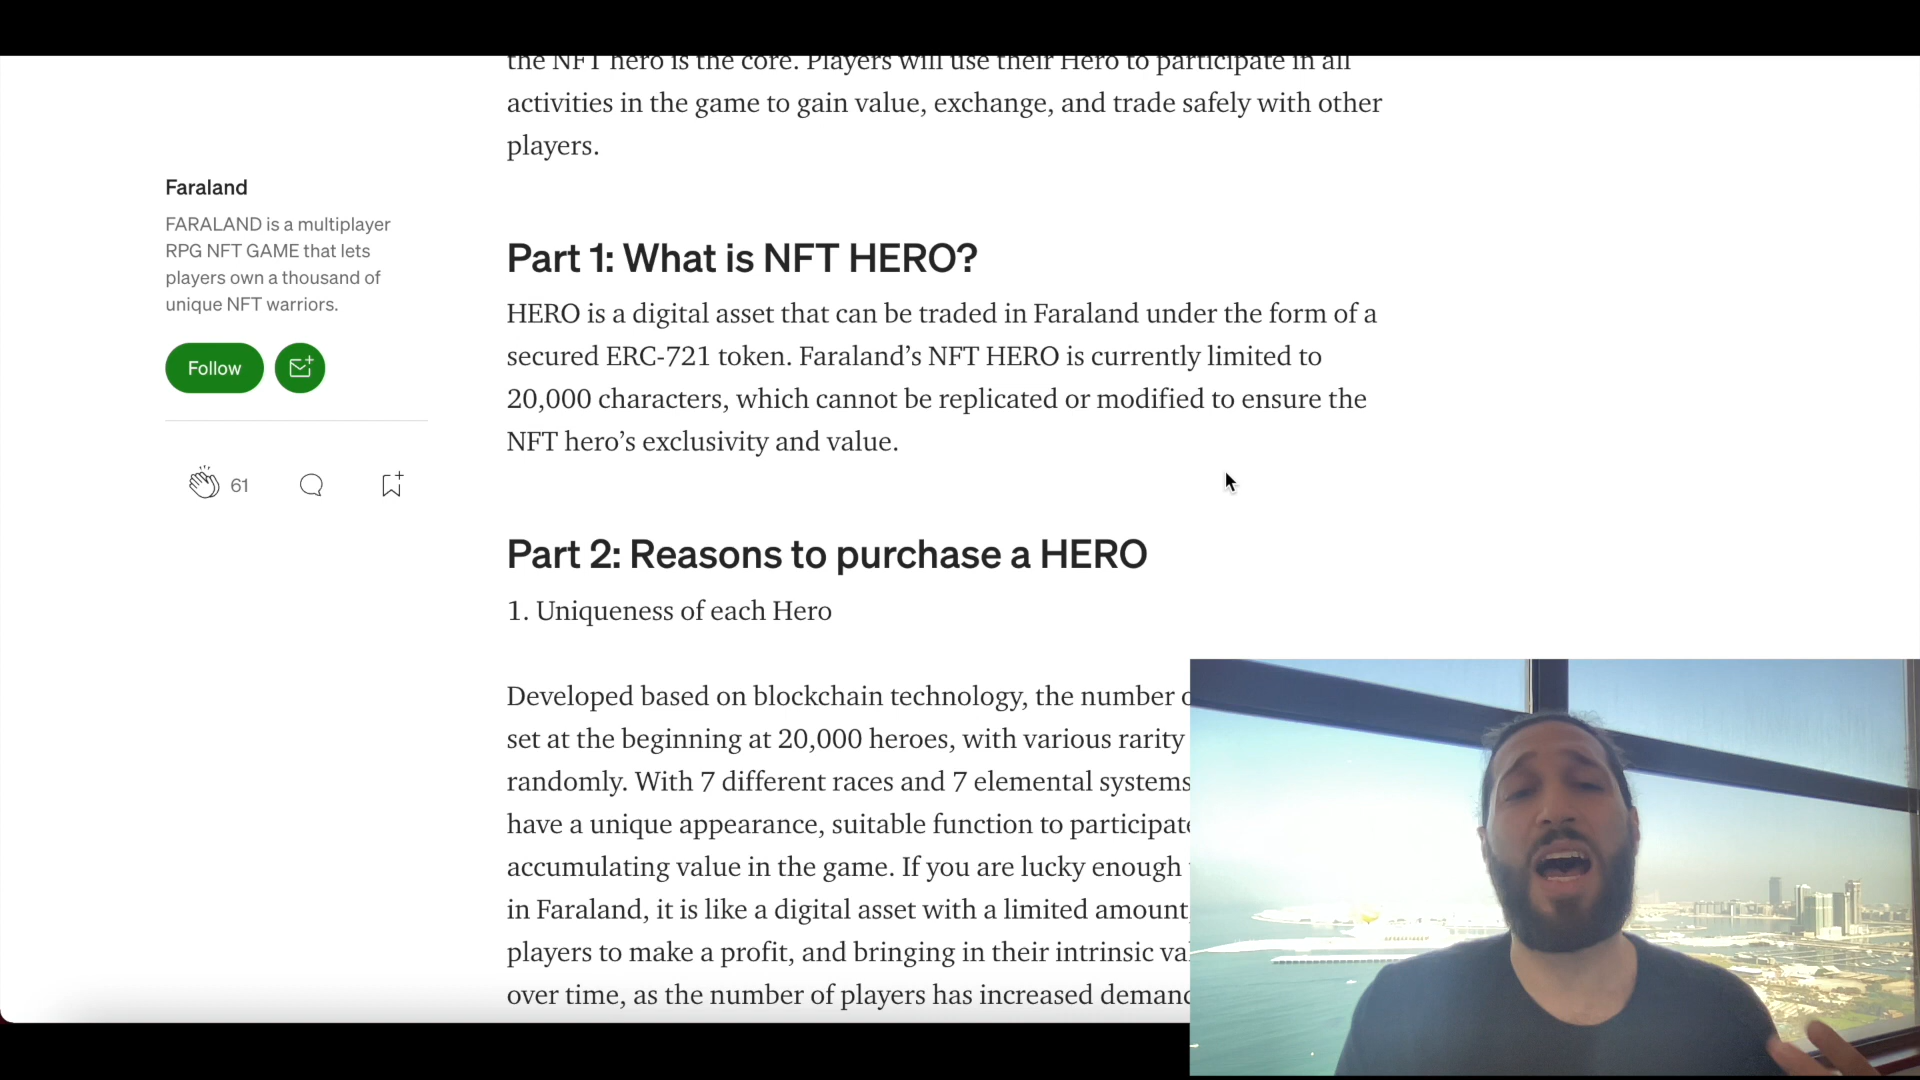 the NFT hero is the core. Players will use their Hero to participate in all
activities in the game to gain value, exchange, and trade safely with other
players.
Faraland
FARALAND is a multiplayer
RPG NFT GAME that lets
players own a thousand of
unique NFT warriors.
Follow
61
Part 1: What is NFT HERO?
HERO is a digital asset that can be traded in Faraland under the form of a
secured ERC-721 token. Faraland’s NFT HERO is currently limited to
20,000 characters, which cannot be replicated or modified to ensure the
NFT hero’s exclusivity and value.
Part 2: Reasons to purchase a HERO
1. Uniqueness of each Hero
Developed based on blockchain technology, the number
set at the beginning at 20,000 heroes, with various rarity
randomly. With 7 different races and 7 elemental systems
have a unique appearance, suitable function to participate
accumulating value in the game. If you are lucky enough
in Faraland, it is like a digital asset with a limited amount,
players to make a profit, and bringing in their intrinsic
over time, as the number of players has increased demand